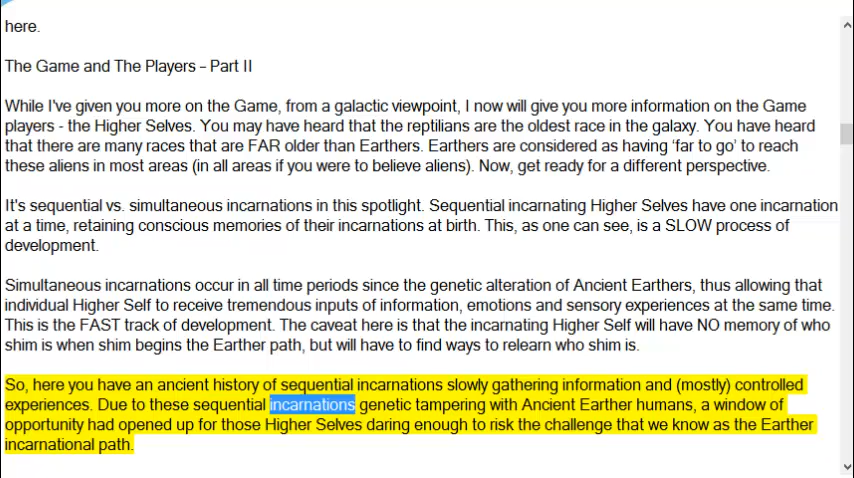 here.
The Game and The Players – Part II
While I've given you more on the Game, from a galactic viewpoint, I now will give you more information on the Game
players - the Higher Selves. You may have heard that the reptilians are the oldest race in the galaxy. You have heard
that there are many races that are FAR older than Earthers. Earthers are considered as having ‘far to go’ to reach
these aliens in most areas (in all areas if you were to believe aliens). Now, get ready for a different perspective.
It's sequential vs. simultaneous incarnations in this spotlight. Sequential incarnating Higher Selves have one incarnation
at a time, retaining conscious memories of their incarnations at birth. This, as one can see, is a SLOW process of
development.
Simultaneous incarnations occur in all time periods since the genetic alteration of Ancient Earthers, thus allowing that
individual Higher Self to receive tremendous inputs of information, emotions and sensory experiences at the same time.
This is the FAST track of development. The caveat here is that the incarnating Higher Self will have NO memory of who
shim is when shim begins the Earther path, but will have to find ways to relearn who shim is.
So, here you have an ancient history of sequential incarnations slowly gathering information and (mostly) controlled
experiences. Due to these sequential incarnations genetic tampering with Ancient Earther humans, a window of
opportunity had opened up for those Higher Selves daring enough to risk the challenge that we know as the Earther
incarnational path.